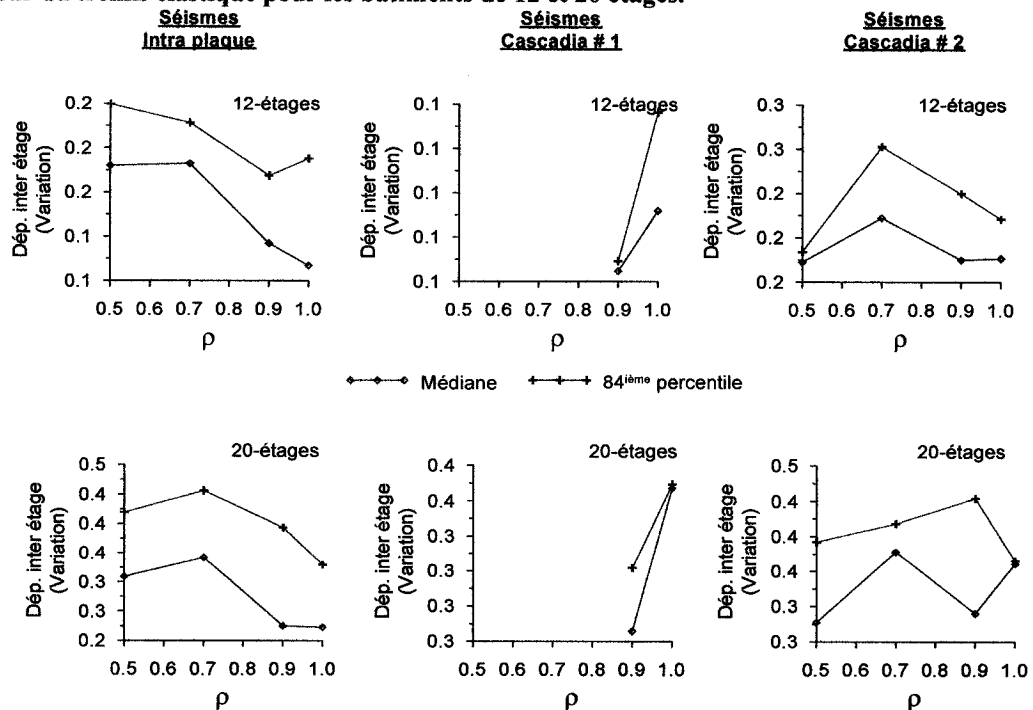 élastique pour les bâtiments de 12 et 20 étages.
Séismes
Intra plaque
Séismes
Cascadia # 1
Séismes
Cascadia # 2
12-étages
Dép. inter étage
(Variation)
0.2
0.2
0.2
0.1
0.1
0.5 0.6 0.7 0.8 0.9 1.0
ρ
12-étages
Dép. inter étage
(Variation)
0.1
0.1
0.1
0.1
0.1
0.5 0.6 0.7 0.8 0.9 1.0
ρ
12-étages
Dép. inter étage
(Variation)
0.3
0.3
0.2
0.2
0.2
0.5 0.6 0.7 0.8 0.9 1.0
ρ
Médiane 84ième percentile
20-étages
Dép. inter étage
(Variation)
0.5
0.4
0.4
0.4
0.3
0.3
0.2
0.5 0.6 0.7 0.8 0.9 1.0
ρ
20-étages
Dép. inter étage
(Variation)
0.4
0.4
0.3
0.3
0.3
0.3
0.5 0.6 0.7 0.8 0.9 1.0
ρ
20-étages
Dép. inter étage
(Variation)
0.5
0.4
0.4
0.4
0.3
0.3
0.5 0.6 0.7 0.8 0.9 1.0
ρ